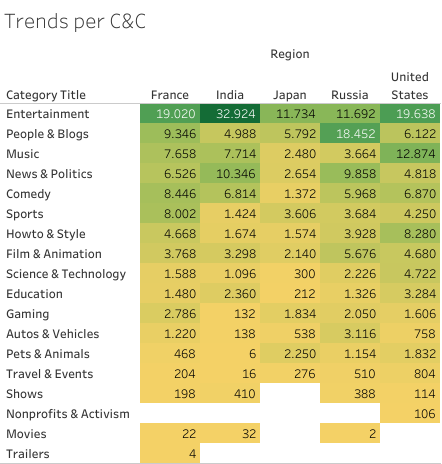 Trends per C&C
Region
United
Category Title France India Japan Russia States
Entertainment 19.020 32.924 11.734 11.692 19.638
People & Blogs 9.346 4.988 5.792 18.452 6.122
Music 7.658 7.714 2.480 3.664 12.874
News & Politics 6.526 10.346 2.654 9.858 4.818
Comedy 8.446 6.814 1.372 5.968 6.870
Sports 8.002 1.424 3.606 3.684 4.250
Howto & Style 4.668 1.674 1.574 3.928 8.280
Film & Animation 3.768 3.298 2.140 5.676 4.680
Science & Technology 1.588 1.096 300 2.226 4.722
Education 1.480 2.360 212 1.326 3.284
Gaming 2.786 132 1.834 2.050 1.606
Autos & Vehicles 1.220 138 538 3.116 758
Pets & Animals 468 6 2.250 1.154 1.832
Travel & Events 204 16 276 510 804
Shows 198 410 388 114
Nonprofits & Activism 106
Movies 22 32 2
Trailers 4